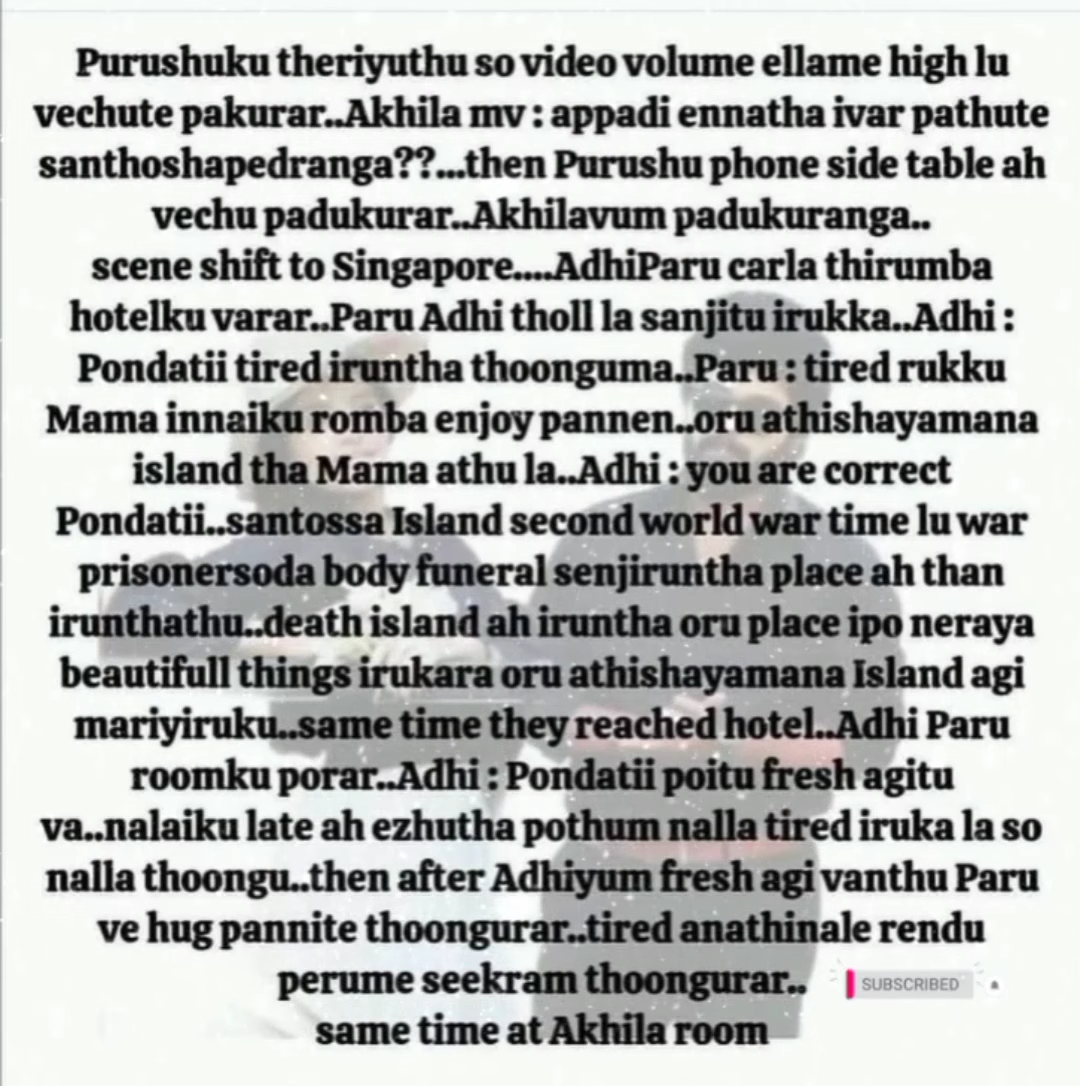 Purushuku theriyuthu so video volume ellame high lu
vechute pakurar..Akhila mv : appadi ennatha ivar pathute
santhoshapedranga??...then Purushu phone side table ah
vechu padukurar..Akhilavum padukuranga..
scene shift to Singapore....AdhiParu carla thirumba
hotelku varar..Paru Adhi tholl la sanjitu irukka..Adhi :
Pondatii tired iruntha thoonguma..Paru : tired rukku
Mama innaiku romba enjoy pannen..oru athishayamana
island tha Mama athu la..Adhi : you are correct
Pondatii..santossa Island second world war time lu war
prisonersoda body funeral senjiruntha place ah than
irunthathu..death island ah iruntha oru place ipo neraya
beautifull things irukara oru athishayamana Island agi
mariyiruku..same time they reached hotel..Adhi Paru
roomku porar..Adhi : Pondatii poitu fresh agitu
va..nalaiku late ah ezhutha pothum nalla tired iruka la so
nalla thoongu..then after Adhiyum fresh agi vanthu Paru
ve hug pannite thoongurar..tired anathinale rendu
perume seekram thoongurar..
SUBSCRIBED
same time at Akhila room